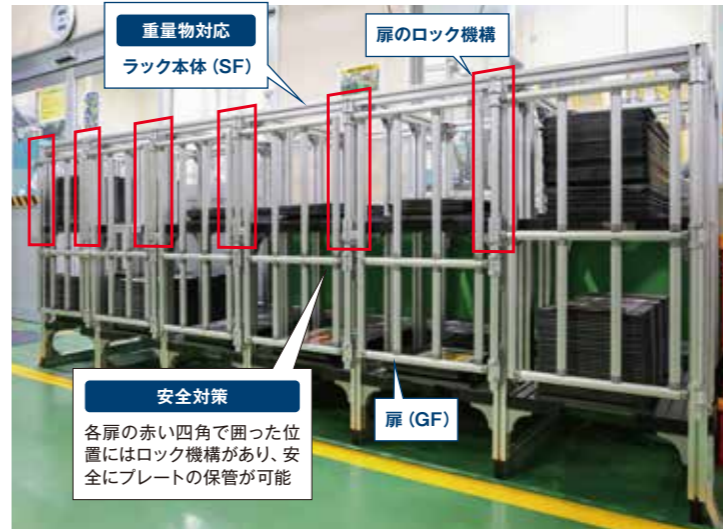 重量物対応
ラック本体（SF）
扉のロック機構
安全対策
各扉の赤い四角で囲った位
置にはロック機構があり、安
全にプレートの保管が可能
扉（GF）